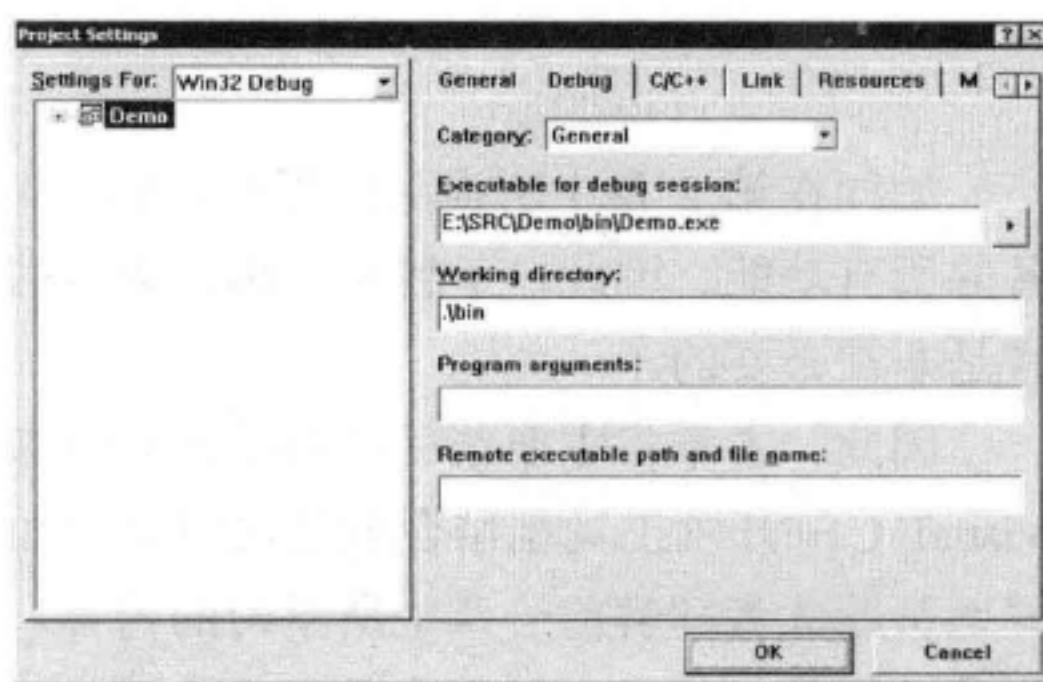 Project Settings
Settings For: Win32 Debug
Demo
General Debug C/C++ Link Resources M
Category: General
Executable for debug session:
E:\SRC\Demo\bin\Demo.exe
Working directory:
.\bin
Program arguments:
Remote executable path and file name:
OK Cancel